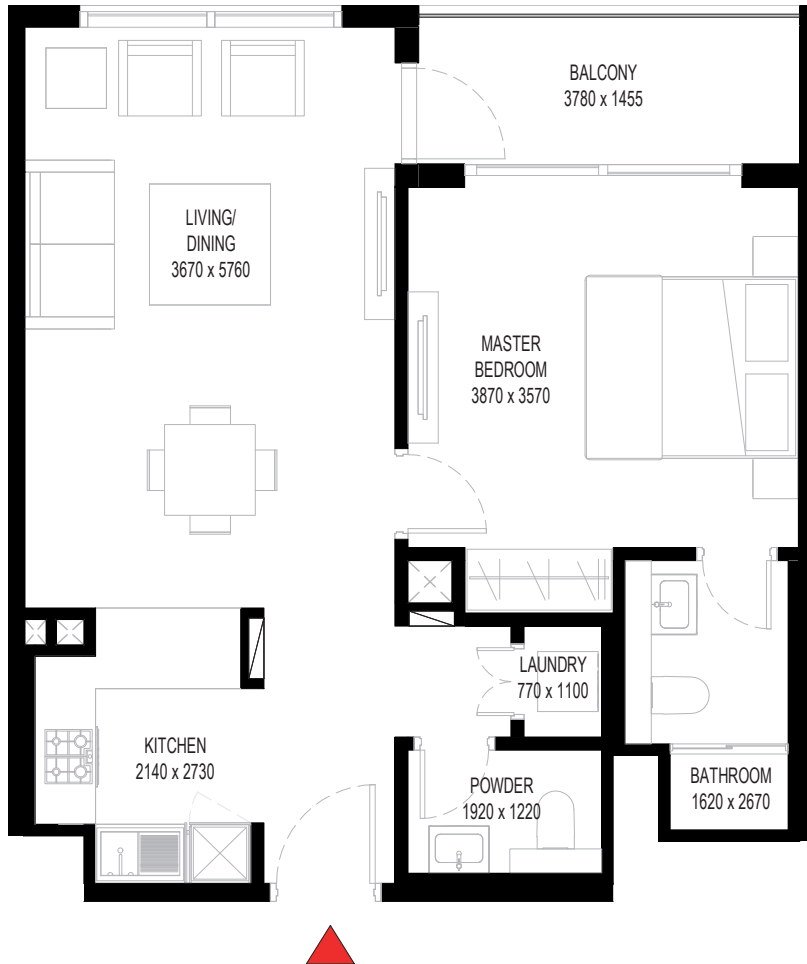 BALCONY
3780 x 1455
LIVING/
DINING
3670 x 5760
MASTER
BEDROOM
3870 x 3570
LAUNDRY
770 x 1100
KITCHEN
2140 x 2730
POWDER
1920 x 1220
BATHROOM
1620 x 2670